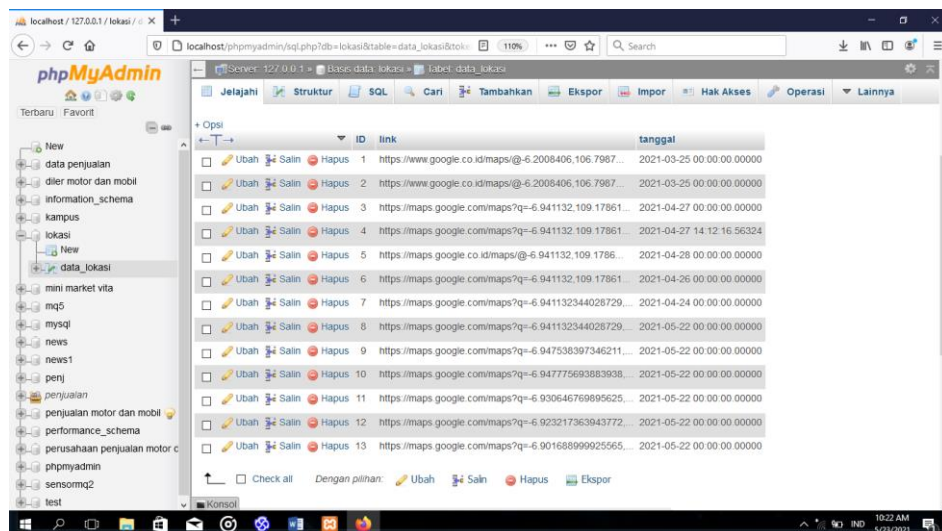 localhost / 127.0.0.1 / lokasi / d
localhost/phpmyadmin/sql.php?db=lokasi&table=data_lokasi&toke
110%
Search
phpMyAdmin
Terbaru Favorit
New
data penjualan
diler motor dan mobil
information_schema
kampus
lokasi
New
data_lokasi
mini market vita
mq5
mysql
news
news1
penj
penjualan
penjualan motor dan mobil
performance_schema
perusahaan penjualan motor d
phpmyadmin
sensormq2
test
Server: 127.0.0.1 » Basis data: lokasi » Tabel: data_lokasi
Jelajahi Struktur SQL Cari Tambahkan Ekspor Impor Hak Akses Operasi Lainnya
+ Opsi
ID link tanggal
Ubah Salin Hapus 1 https://www.google.co.id/maps/@-6.2008406,106.7987... 2021-03-25 00:00:00.00000
Ubah Salin Hapus 2 https://www.google.co.id/maps/@-6.2008406,106.7987... 2021-03-25 00:00:00.00000
Ubah Salin Hapus 3 https://maps.google.com/maps?q=-6.941132,109.17861... 2021-04-27 00:00:00.00000
Ubah Salin Hapus 4 https://maps.google.com/maps?q=-6.941132,109.17861... 2021-04-27 14:12:16.56324
Ubah Salin Hapus 5 https://maps.google.co.id/maps/@-6.941132,109.1786... 2021-04-28 00:00:00.00000
Ubah Salin Hapus 6 https://maps.google.com/maps?q=-6.941132,109.17861... 2021-04-26 00:00:00.00000
Ubah Salin Hapus 7 https://maps.google.com/maps?q=-6.941132344028729,... 2021-04-24 00:00:00.00000
Ubah Salin Hapus 8 https://maps.google.com/maps?q=-6.941132344028729,... 2021-05-22 00:00:00.00000
Ubah Salin Hapus 9 https://maps.google.com/maps?q=-6.947538397346211,... 2021-05-22 00:00:00.00000
Ubah Salin Hapus 10 https://maps.google.com/maps?q=-6.947775693883938,... 2021-05-22 00:00:00.00000
Ubah Salin Hapus 11 https://maps.google.com/maps?q=-6.930646769895625,... 2021-05-22 00:00:00.00000
Ubah Salin Hapus 12 https://maps.google.com/maps?q=-6.923217363943772,... 2021-05-22 00:00:00.00000
Ubah Salin Hapus 13 https://maps.google.com/maps?q=-6.901688999925565,... 2021-05-22 00:00:00.00000
Check all Dengan pilihan: Ubah Salin Hapus Ekspor
Konsol
IND
10:22 AM
5/23/2021